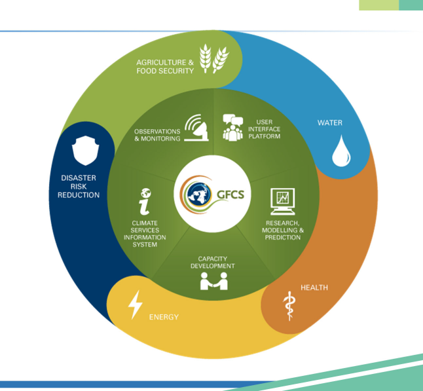 AGRICULTURE &
FOOD SECURITY
WATER
OBSERVATIONS
& MONITORING
USER
INTERFACE
PLATFORM
DISASTER
RISK
REDUCTION
GFCS
CLIMATE
SERVICES
INFORMATION
SYSTEM
RESEARCH,
MODELLING &
PREDICTION
CAPACITY
DEVELOPMENT
HEALTH
ENERGY